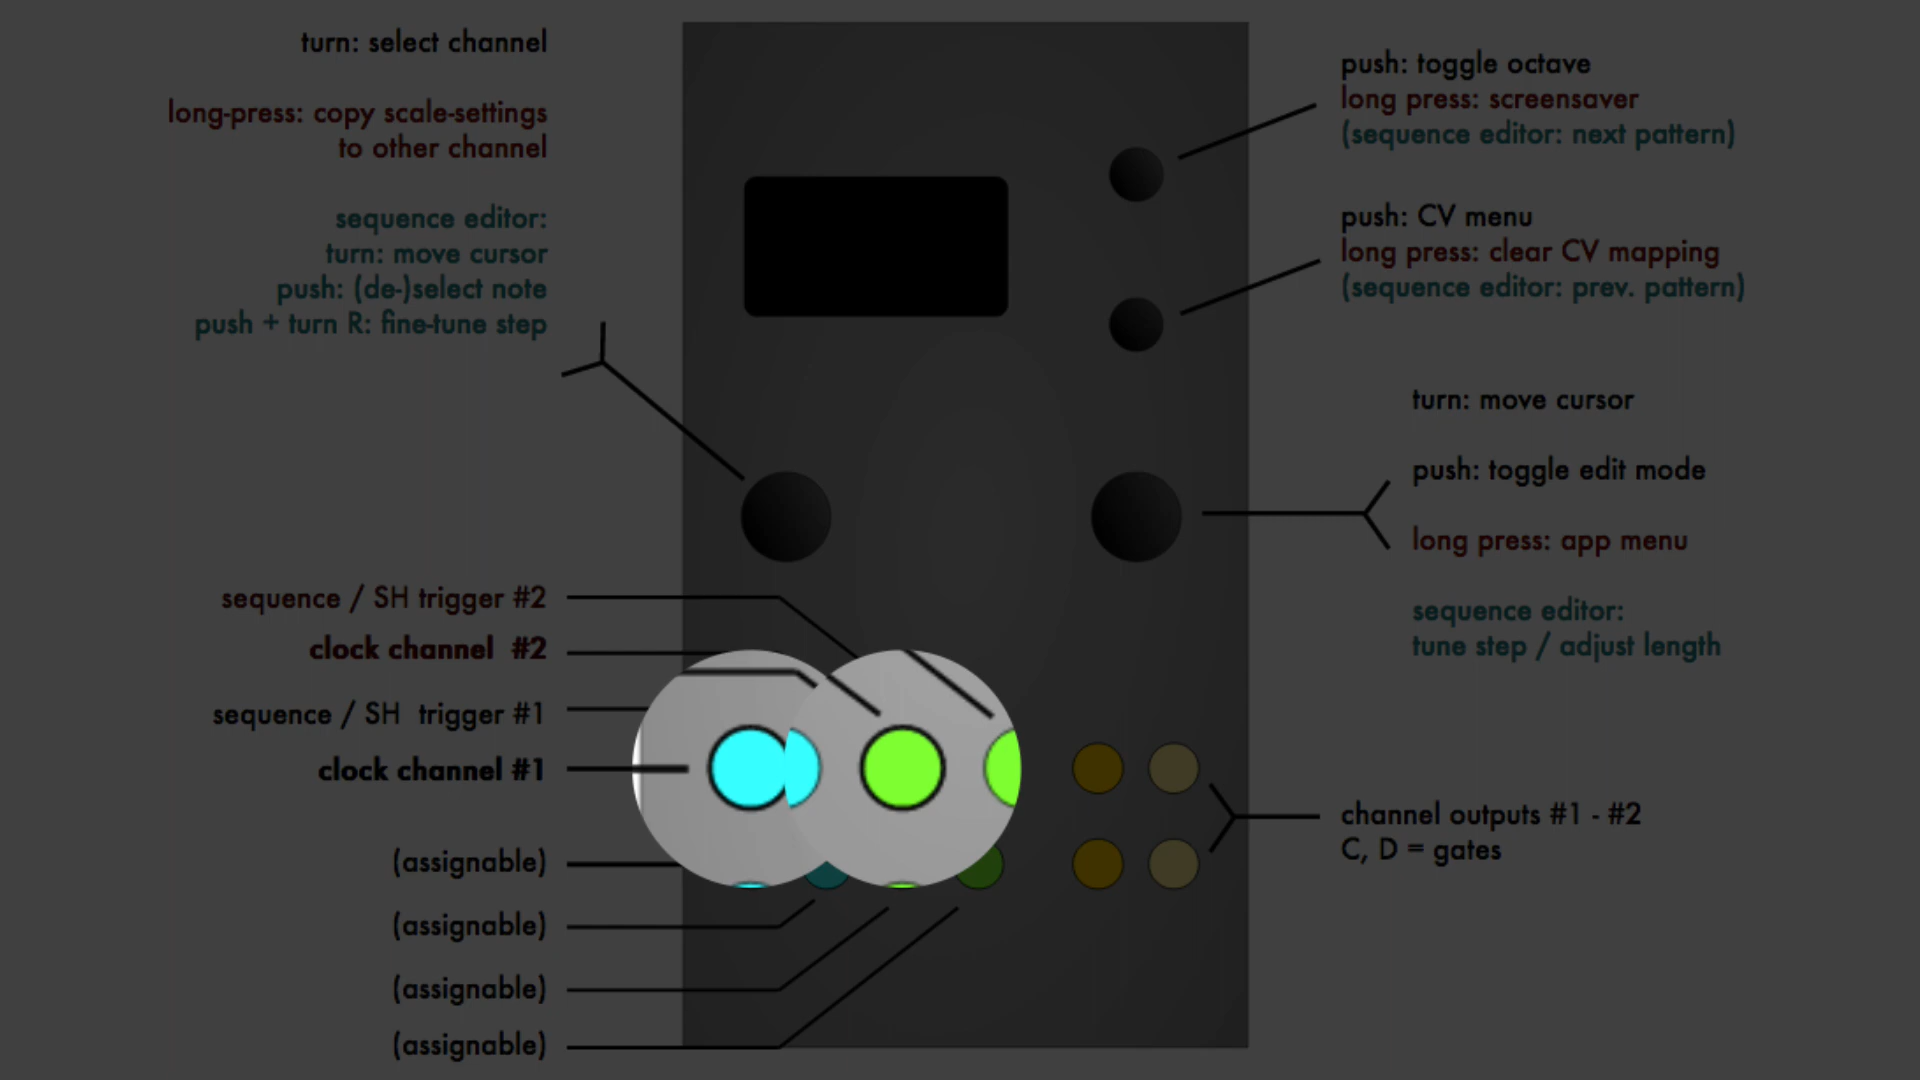 turn: select channel
long-press: copy scale-settings
to other channel
sequence editor:
turn: move cursor
push: (de-)select note
push + turn R: fine-tune step
sequence / SH trigger #2
clock channel #2
sequence / SH trigger #1
clock channel #1
(assignable)
(assignable)
(assignable)
(assignable)
push: toggle octave
long press: screensaver
(sequence editor: next pattern)
push: CV menu
long press: clear CV mapping
(sequence editor: prev. pattern)
turn: move cursor
push: toggle edit mode
long press: app menu
sequence editor:
tune step / adjust length
channel outputs #1 - #2
C, D = gates